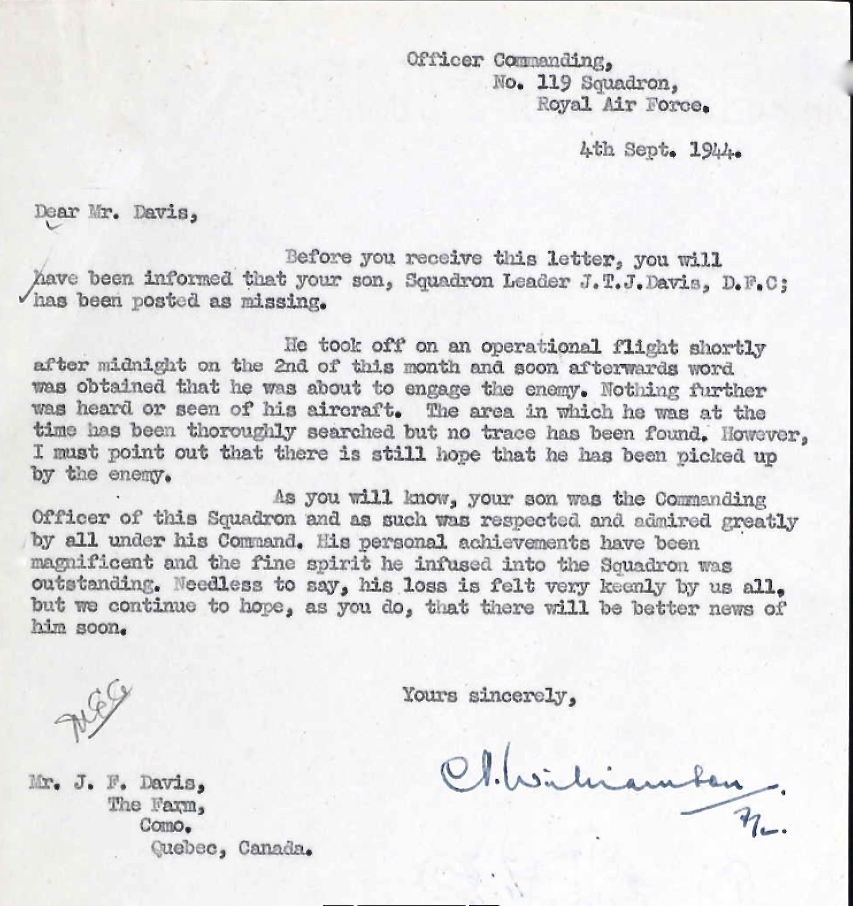 Officer Commanding,
No. 119 Squadron,
Royal Air Force.
4th Sept. 1944.
Dear Mr. Davis,
Before you receive this letter, you will
have been informed that your son, Squadron Leader J.T.J.Davis, D.F.C;
has been posted as missing.
He took off on an operational flight shortly
after midnight on the 2nd of this month and soon afterwards word
was obtained that he was about to engage the enemy. Nothing further
was heard or seen of his aircraft. The area in which he was at the
time has been thoroughly searched but no trace has been found. However,
I must point out that there is still hope that he has been picked up
by the enemy.
As you will know, your son was the Commanding
Officer of this Squadron and as such was respected and admired greatly
by all under his Command. His personal achievements have been
magnificent and the fine spirit he infused into the Squadron was
outstanding. Needless to say, his loss is felt very keenly by us all,
but we continue to hope, as you do, that there will be better news of
him soon.
Yours sincerely,
Williamson
Mr. J. F. Davis,
The Farm,
Como.
Quebec, Canada.